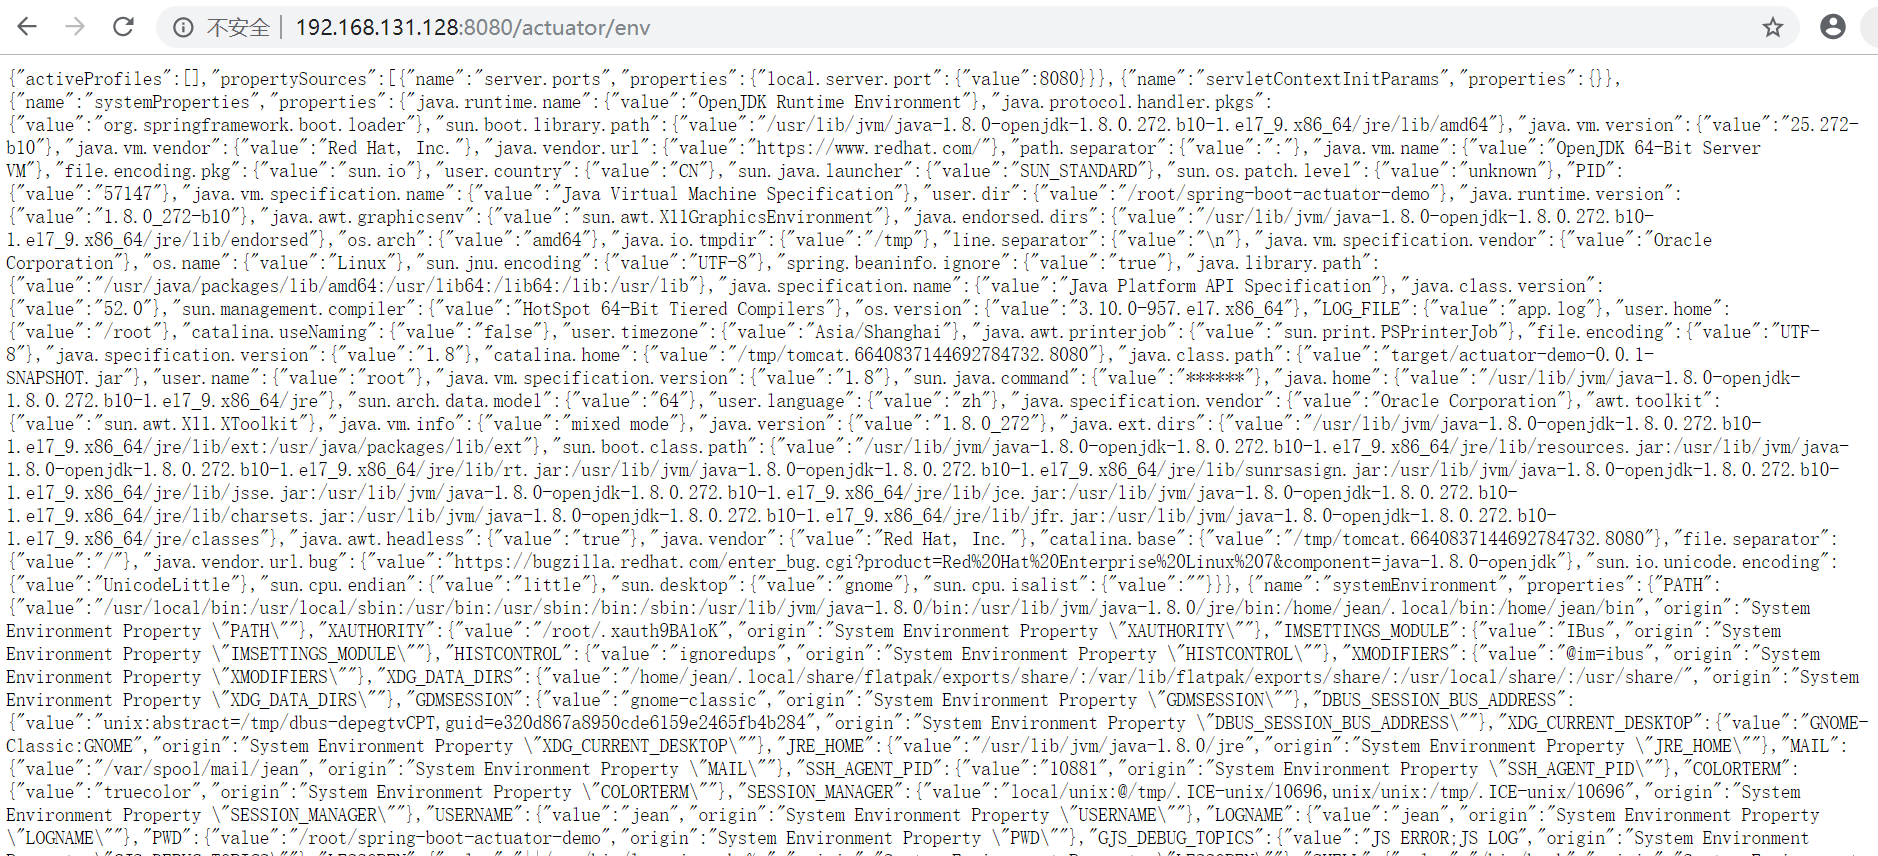 不安全 | 192.168.131.128:8080/actuator/env
{"activeProfiles":[],"propertySources":[{"name":"server.ports","properties":{"local.server.port":{"value":8080}}},{"name":"servletContextInitParams","properties":{}},
{"name":"systemProperties","properties":{"java.runtime.name":{"value":"OpenJDK Runtime Environment"},"java.protocol.handler.pkgs":
{"value":"org.springframework.boot.loader"},"sun.boot.library.path":{"value":"/usr/lib/jvm/java-1.8.0-openjdk-1.8.0.272.b10-1.el7_9.x86_64/jre/lib/amd64"},"java.vm.version":{"value":"25.272-
b10"},"java.vm.vendor":{"value":"Red Hat, Inc."},"java.vendor.url":{"value":"https://www.redhat.com/"},"path.separator":{"value":":"},"java.vm.name":{"value":"OpenJDK 64-Bit Server
VM"},"file.encoding.pkg":{"value":"sun.io"},"user.country":{"value":"CN"},"sun.java.launcher":{"value":"SUN_STANDARD"},"sun.os.patch.level":{"value":"unknown"},"PID":
{"value":"57147"},"java.vm.specification.name":{"value":"Java Virtual Machine Specification"},"user.dir":{"value":"/root/spring-boot-actuator-demo"},"java.runtime.version":
{"value":"1.8.0_272-b10"},"java.awt.graphicsenv":{"value":"sun.awt.X11GraphicsEnvironment"},"java.endorsed.dirs":{"value":"/usr/lib/jvm/java-1.8.0-openjdk-1.8.0.272.b10-
1.el7_9.x86_64/jre/lib/endorsed"},"os.arch":{"value":"amd64"},"java.io.tmpdir":{"value":"/tmp"},"line.separator":{"value":"\n"},"java.vm.specification.vendor":{"value":"Oracle
Corporation"},"os.name":{"value":"Linux"},"sun.jnu.encoding":{"value":"UTF-8"},"spring.beaninfo.ignore":{"value":"true"},"java.library.path":
{"value":"/usr/java/packages/lib/amd64:/usr/lib64:/lib64:/lib:/usr/lib"},"java.specification.name":{"value":"Java Platform API Specification"},"java.class.version":
{"value":"52.0"},"sun.management.compiler":{"value":"HotSpot 64-Bit Tiered Compilers"},"os.version":{"value":"3.10.0-957.el7.x86_64"},"LOG_FILE":{"value":"app.log"},"user.home":
{"value":"/root"},"catalina.useNaming":{"value":"false"},"user.timezone":{"value":"Asia/Shanghai"},"java.awt.printerjob":{"value":"sun.print.PSPrinterJob"},"file.encoding":{"value":"UTF-
8"},"java.specification.version":{"value":"1.8"},"catalina.home":{"value":"/tmp/tomcat.6640837144692784732.8080"},"java.class.path":{"value":"target/actuator-demo-0.0.1-
SNAPSHOT.jar"},"user.name":{"value":"root"},"java.vm.specification.version":{"value":"1.8"},"sun.java.command":{"value":"******"},"java.home":{"value":"/usr/lib/jvm/java-1.8.0-openjdk-
1.8.0.272.b10-1.el7_9.x86_64/jre"},"sun.arch.data.model":{"value":"64"},"user.language":{"value":"zh"},"java.specification.vendor":{"value":"Oracle Corporation"},"awt.toolkit":
{"value":"sun.awt.X11.XToolkit"},"java.vm.info":{"value":"mixed mode"},"java.version":{"value":"1.8.0_272"},"java.ext.dirs":{"value":"/usr/lib/jvm/java-1.8.0-openjdk-1.8.0.272.b10-
1.el7_9.x86_64/jre/lib/ext:/usr/java/packages/lib/ext"},"sun.boot.class.path":{"value":"/usr/lib/jvm/java-1.8.0-openjdk-1.8.0.272.b10-1.el7_9.x86_64/jre/lib/resources.jar:/usr/lib/jvm/java-
1.8.0-openjdk-1.8.0.272.b10-1.el7_9.x86_64/jre/lib/rt.jar:/usr/lib/jvm/java-1.8.0-openjdk-1.8.0.272.b10-1.el7_9.x86_64/jre/lib/sunrsasign.jar:/usr/lib/jvm/java-1.8.0-openjdk-1.8.0.272.b10-
1.el7_9.x86_64/jre/lib/jsse.jar:/usr/lib/jvm/java-1.8.0-openjdk-1.8.0.272.b10-1.el7_9.x86_64/jre/lib/jce.jar:/usr/lib/jvm/java-1.8.0-openjdk-1.8.0.272.b10-
1.el7_9.x86_64/jre/lib/charsets.jar:/usr/lib/jvm/java-1.8.0-openjdk-1.8.0.272.b10-1.el7_9.x86_64/jre/lib/jfr.jar:/usr/lib/jvm/java-1.8.0-openjdk-1.8.0.272.b10-
1.el7_9.x86_64/jre/classes"},"java.awt.headless":{"value":"true"},"java.vendor":{"value":"Red Hat, Inc."},"catalina.base":{"value":"/tmp/tomcat.6640837144692784732.8080"},"file.separator":
{"value":"/"},"java.vendor.url.bug":{"value":"https://bugzilla.redhat.com/enter_bug.cgi?product=Red%20Hat%20Enterprise%20Linux%207&component=java-1.8.0-openjdk"},"sun.io.unicode.encoding":
{"value":"UnicodeLittle"},"sun.cpu.endian":{"value":"little"},"sun.desktop":{"value":"gnome"},"sun.cpu.isalist":{"value":""}}},{"name":"systemEnvironment","properties":{"PATH":
{"value":"/usr/local/bin:/usr/local/sbin:/usr/bin:/usr/sbin:/bin:/sbin:/usr/lib/jvm/java-1.8.0/bin:/usr/lib/jvm/java-1.8.0/jre/bin:/home/jean/.local/bin:/home/jean/bin","origin":"System
Environment Property \"PATH\""},"XAUTHORITY":{"value":"/root/.xauth9BAloK","origin":"System Environment Property \"XAUTHORITY\""},"IMSETTINGS_MODULE":{"value":"IBus","origin":"System
Environment Property \"IMSETTINGS_MODULE\""},"HISTCONTROL":{"value":"ignoredups","origin":"System Environment Property \"HISTCONTROL\""},"XMODIFIERS":{"value":"@im=ibus","origin":"System
Environment Property \"XMODIFIERS\""},"XDG_DATA_DIRS":{"value":"/home/jean/.local/share/flatpak/exports/share/:/var/lib/flatpak/exports/share/:/usr/local/share/:/usr/share/","origin":"System
Environment Property \"XDG_DATA_DIRS\""},"GDMSESSION":{"value":"gnome-classic","origin":"System Environment Property \"GDMSESSION\""},"DBUS_SESSION_BUS_ADDRESS":
{"value":"unix:abstract=/tmp/dbus-depegtvCPT,guid=e320d867a8950cde6159e2465fb4b284","origin":"System Environment Property \"DBUS_SESSION_BUS_ADDRESS\""},"XDG_CURRENT_DESKTOP":{"value":"GNOME-
Classic:GNOME","origin":"System Environment Property \"XDG_CURRENT_DESKTOP\""},"JRE_HOME":{"value":"/usr/lib/jvm/java-1.8.0/jre","origin":"System Environment Property \"JRE_HOME\""},"MAIL":
{"value":"/var/spool/mail/jean","origin":"System Environment Property \"MAIL\""},"SSH_AGENT_PID":{"value":"10881","origin":"System Environment Property \"SSH_AGENT_PID\""},"COLORTERM":
{"value":"truecolor","origin":"System Environment Property \"COLORTERM\""},"SESSION_MANAGER":{"value":"local/unix:@/tmp/.ICE-unix/10696,unix/unix:/tmp/.ICE-unix/10696","origin":"System
Environment Property \"SESSION_MANAGER\""},"USERNAME":{"value":"jean","origin":"System Environment Property \"USERNAME\""},"LOGNAME":{"value":"jean","origin":"System Environment Property
\"LOGNAME\""},"PWD":{"value":"/root/spring-boot-actuator-demo","origin":"System Environment Property \"PWD\""},"GJS_DEBUG_TOPICS":{"value":"JS ERROR;JS LOG","origin":"System Environment